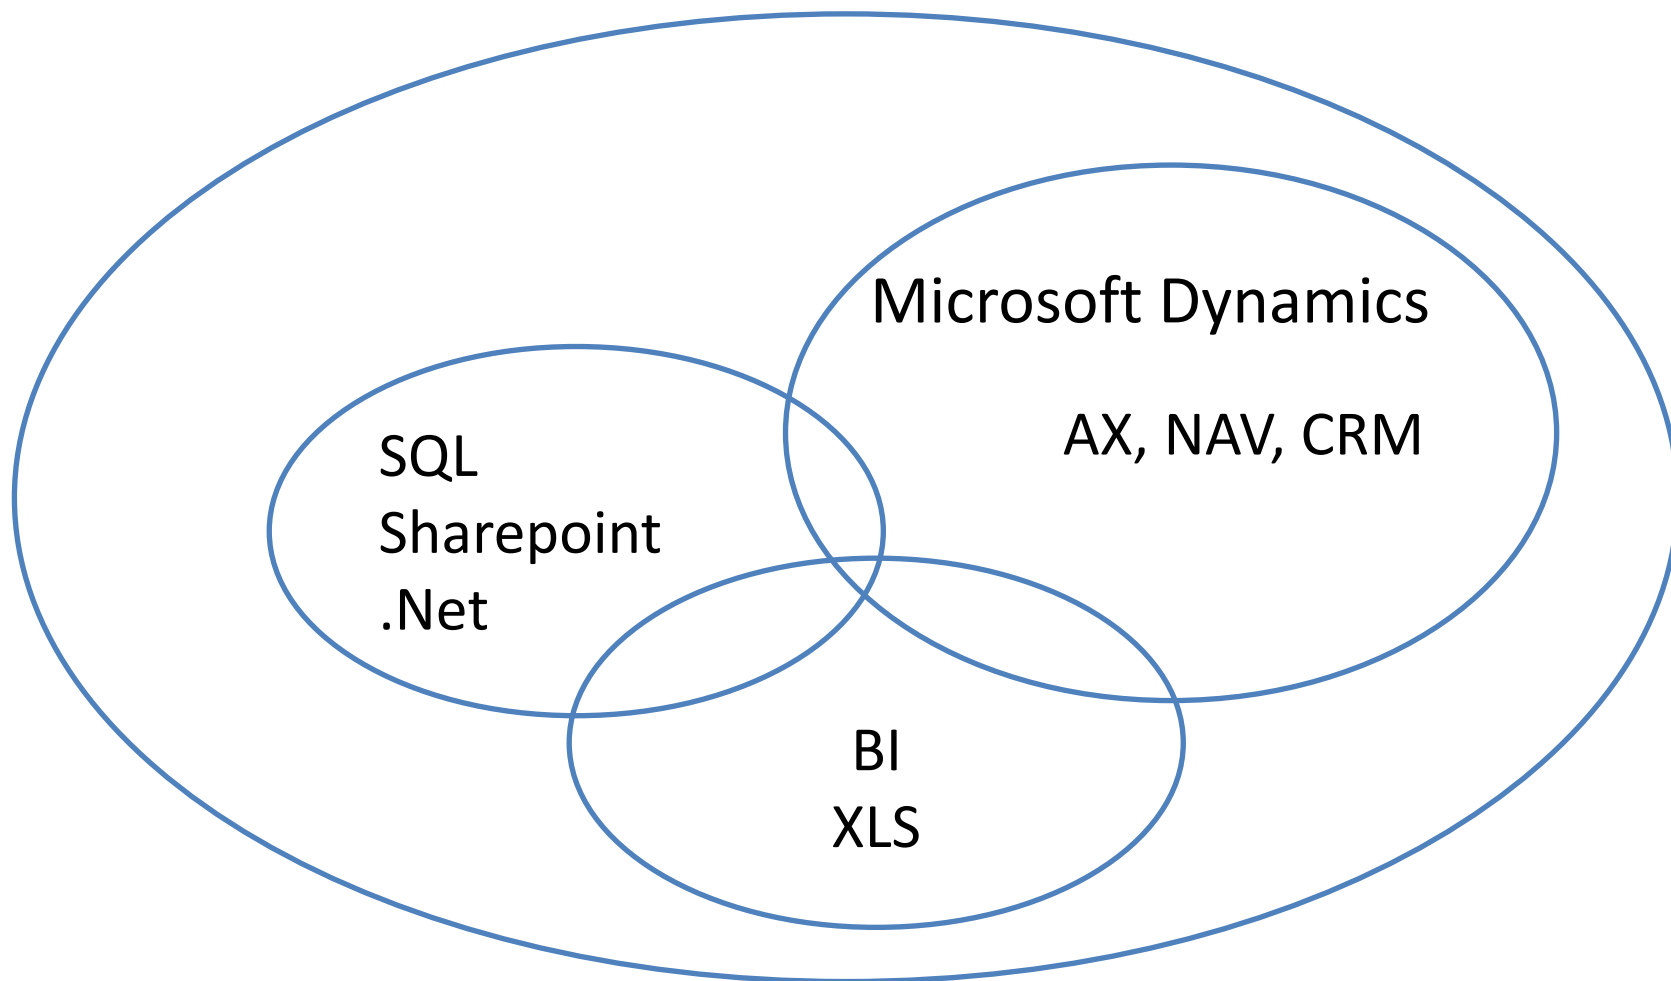 Microsoft Dynamics
AX, NAV, CRM
SQL
Sharepoint
.Net
BI
XLS